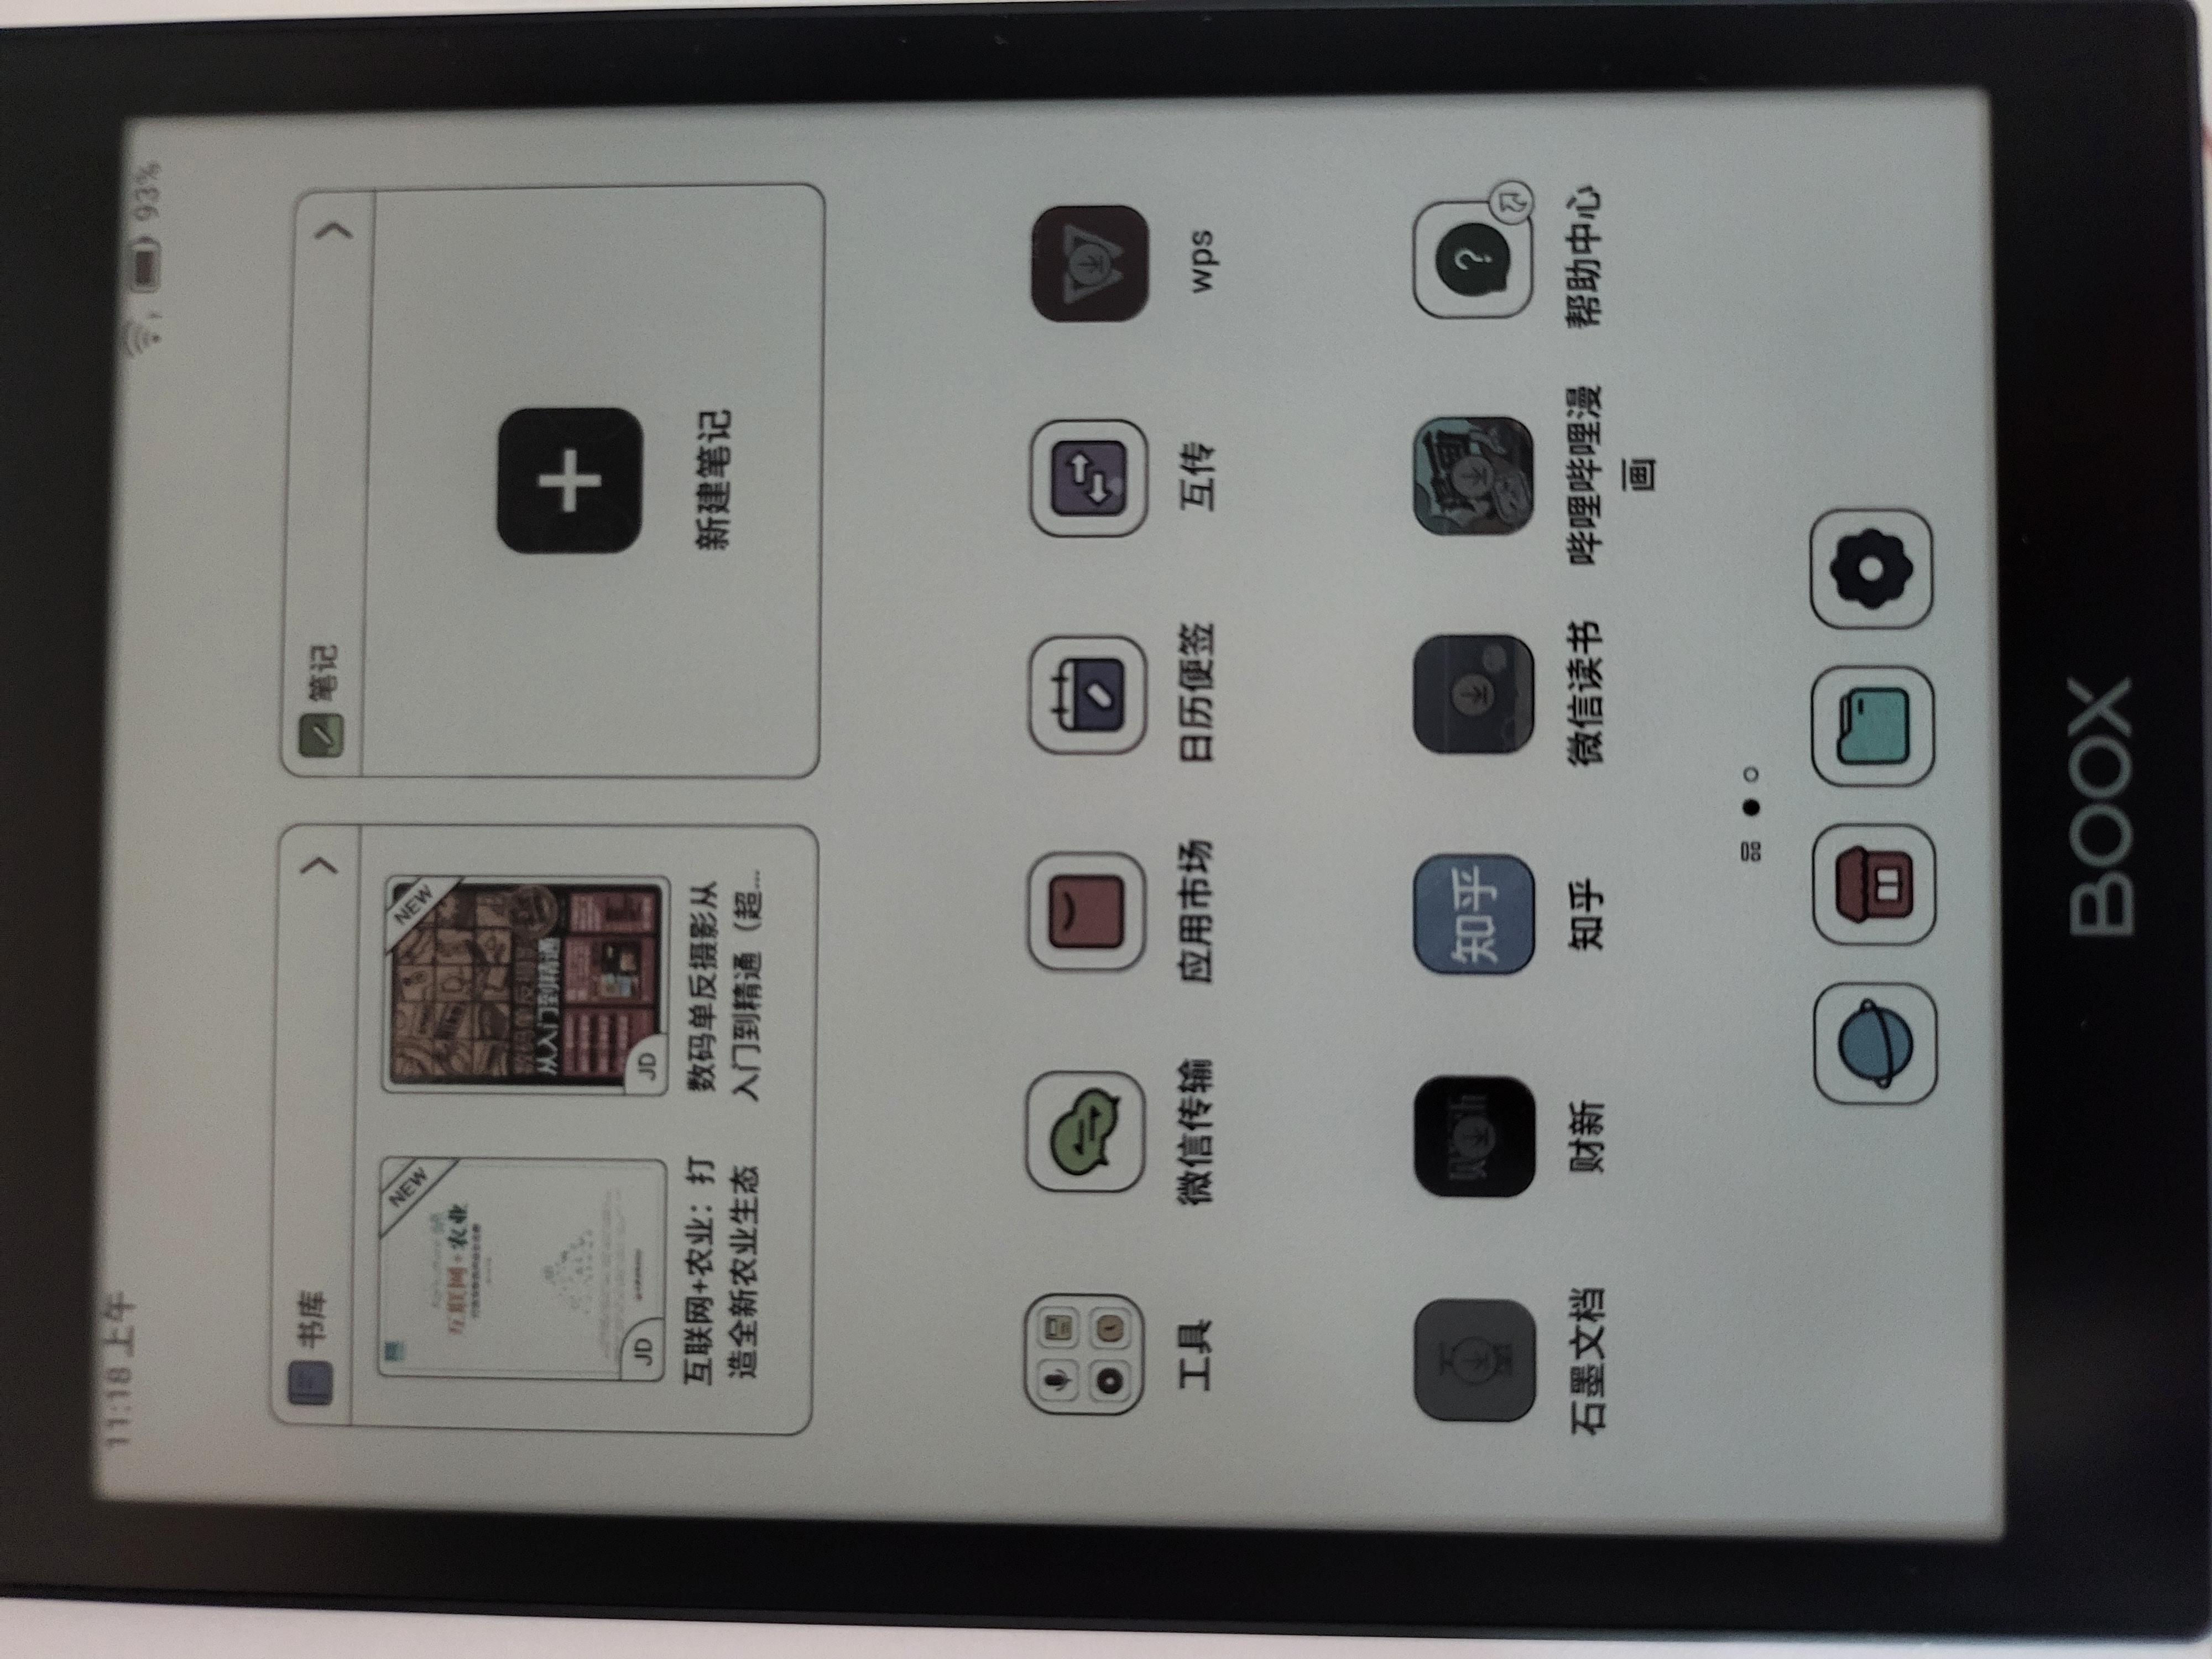 11:18 上午
93%
书库
笔记
NEW
NEW
互联网+农业
数码单反摄影
从入门到精通
JD
JD
互联网+农业：打
造全新农业生态
数码单反摄影从
入门到精通（超...
新建笔记
工具
微信传输
应用市场
日历便签
互传
wps
知乎
漫画
石墨文档
财新
知乎
微信读书
哔哩哔哩漫
画
帮助中心
BOOX